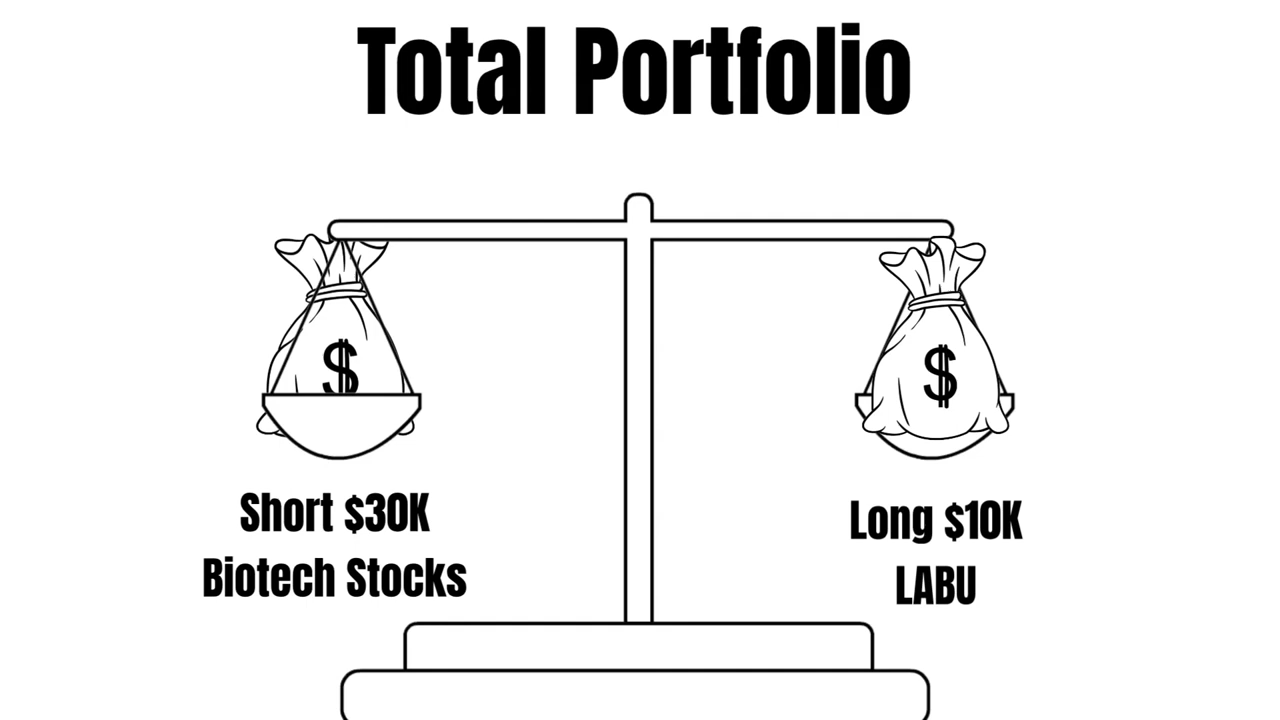 Total Portfolio
$
$
Short $30K
Biotech Stocks
Long $10K
LABU